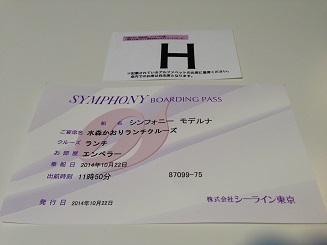 H
SYMPHONY BOARDING PASS
船 名 シンフォニー モデルナ
ご宴席名 水森かおりランチクルーズ
クルーズ ランチ
お部屋 エンペラー
乗船日 2014年10月22日
出航時刻 11時50分 87099-75
発行日 2014年10月22日 株式会社シーライン東京